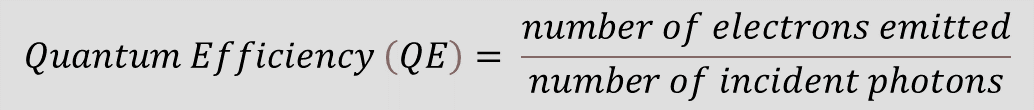 Quantum Efficiency (QE) = number of electrons emitted
number of incident photons